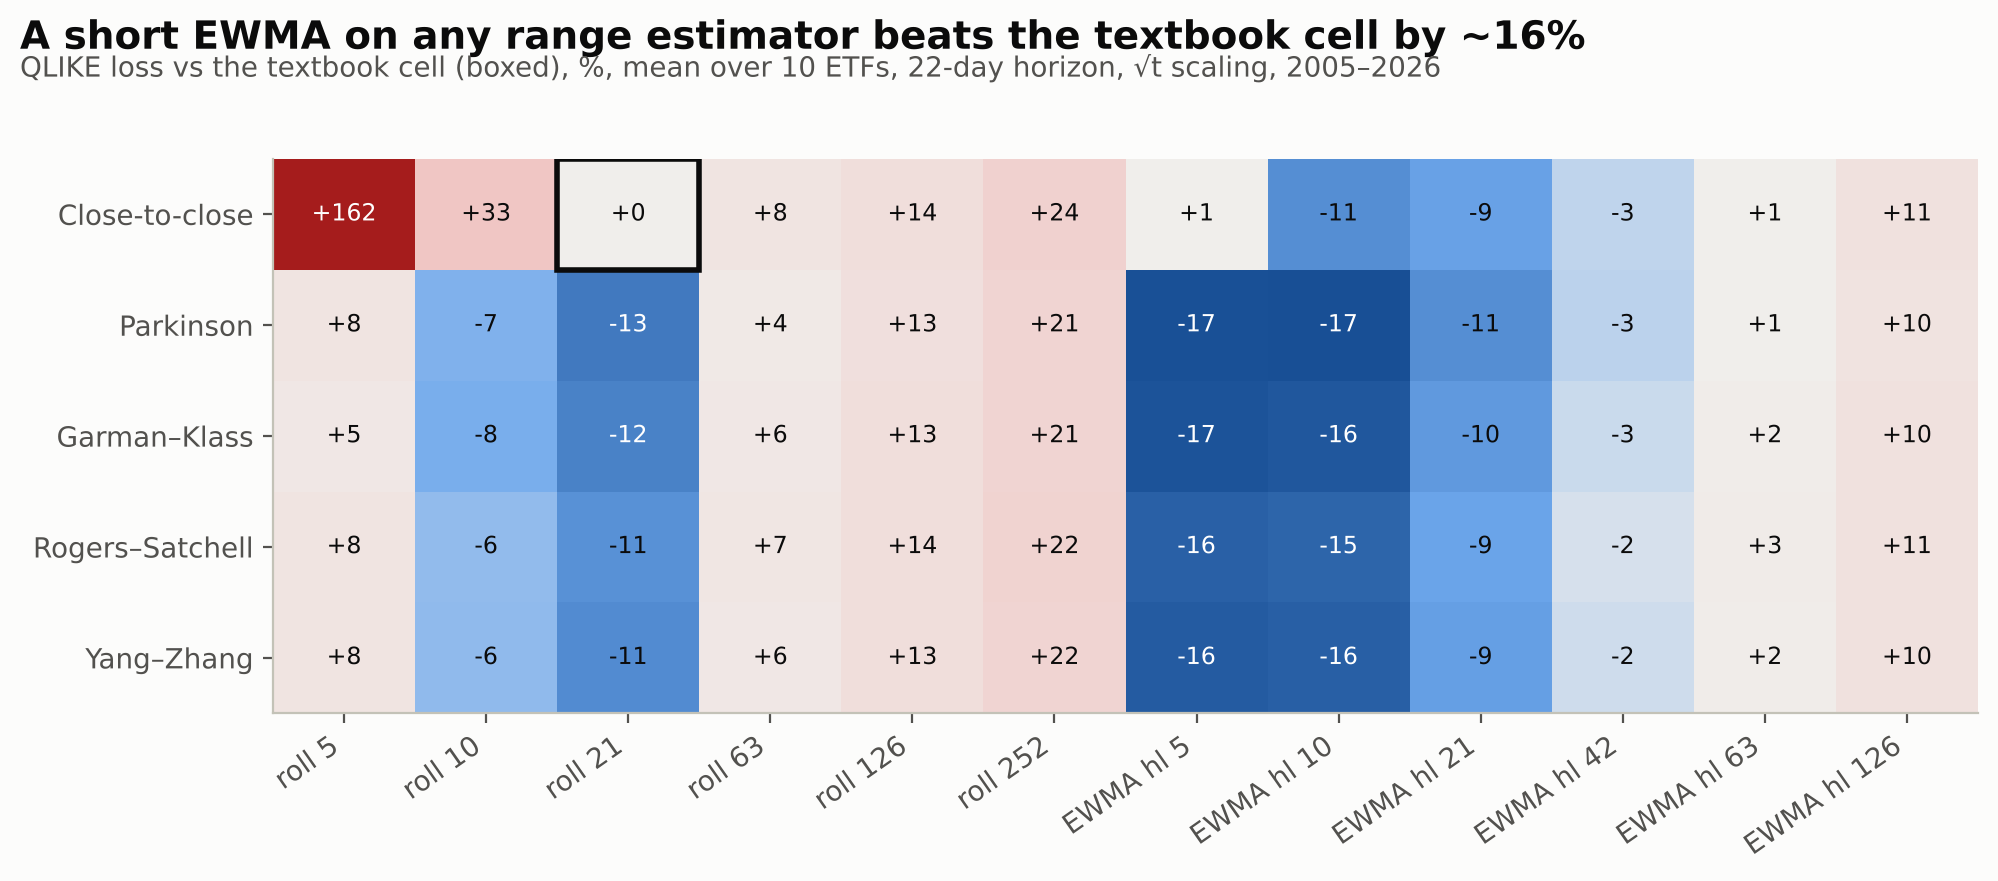 A short EWMA on any range estimator beats the textbook cell by ~16%
QLIKE loss vs the textbook cell (boxed), %, mean over 10 ETFs, 22-day horizon, √t scaling, 2005–2026
Close-to-close +162 +33 +0 +8 +14 +24 +1 -11 -9 -3 +1 +11
Parkinson +8 -7 -13 +4 +13 +21 -17 -17 -11 -3 +1 +10
Garman–Klass +5 -8 -12 +6 +13 +21 -17 -16 -10 -3 +2 +10
Rogers–Satchell +8 -6 -11 +7 +14 +22 -16 -15 -9 -2 +3 +11
Yang–Zhang +8 -6 -11 +6 +13 +22 -16 -16 -9 -2 +2 +10
roll 5 roll 10 roll 21 roll 63 roll 126 roll 252 EWMA hl 5 EWMA hl 10 EWMA hl 21 EWMA hl 42 EWMA hl 63 EWMA hl 126